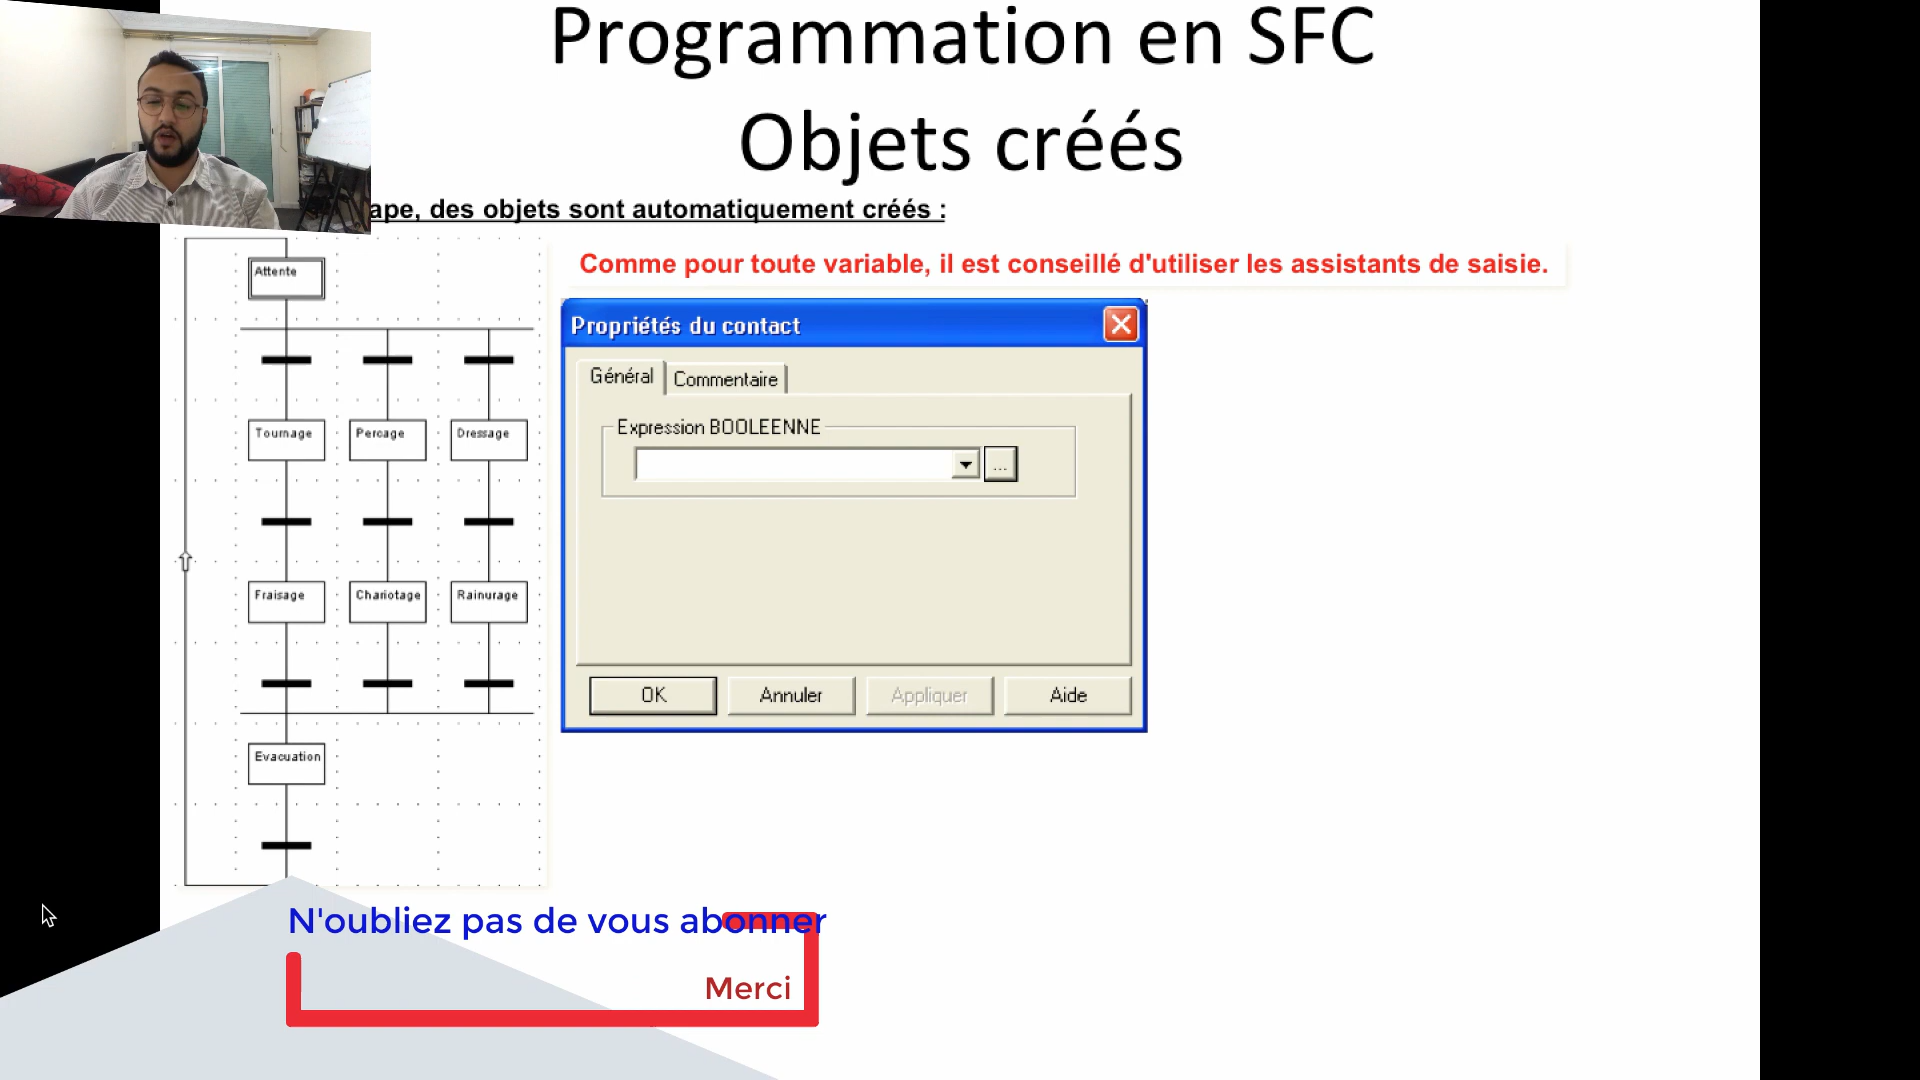 Programmation en SFC
Objets créés
ape, des objets sont automatiquement créés :
Comme pour toute variable, il est conseillé d'utiliser les assistants de saisie.
Attente
Tournage
Percage
Dressage
Fraisage
Chariotage
Rainurage
Evacuation
Propriétés du contact
Général
Commentaire
Expression BOOLEENNE
...
OK
Annuler
Appliquer
Aide
N'oubliez pas de vous abonner
Merci